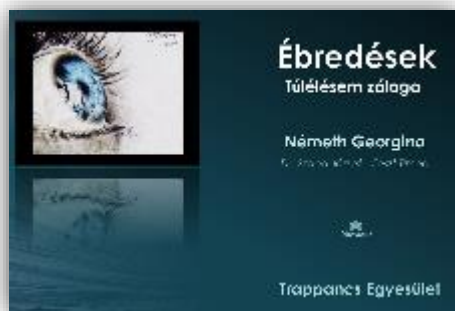 Ébredések
Túlélésem záloga
Németh Georgina
Trappancs Egyesület